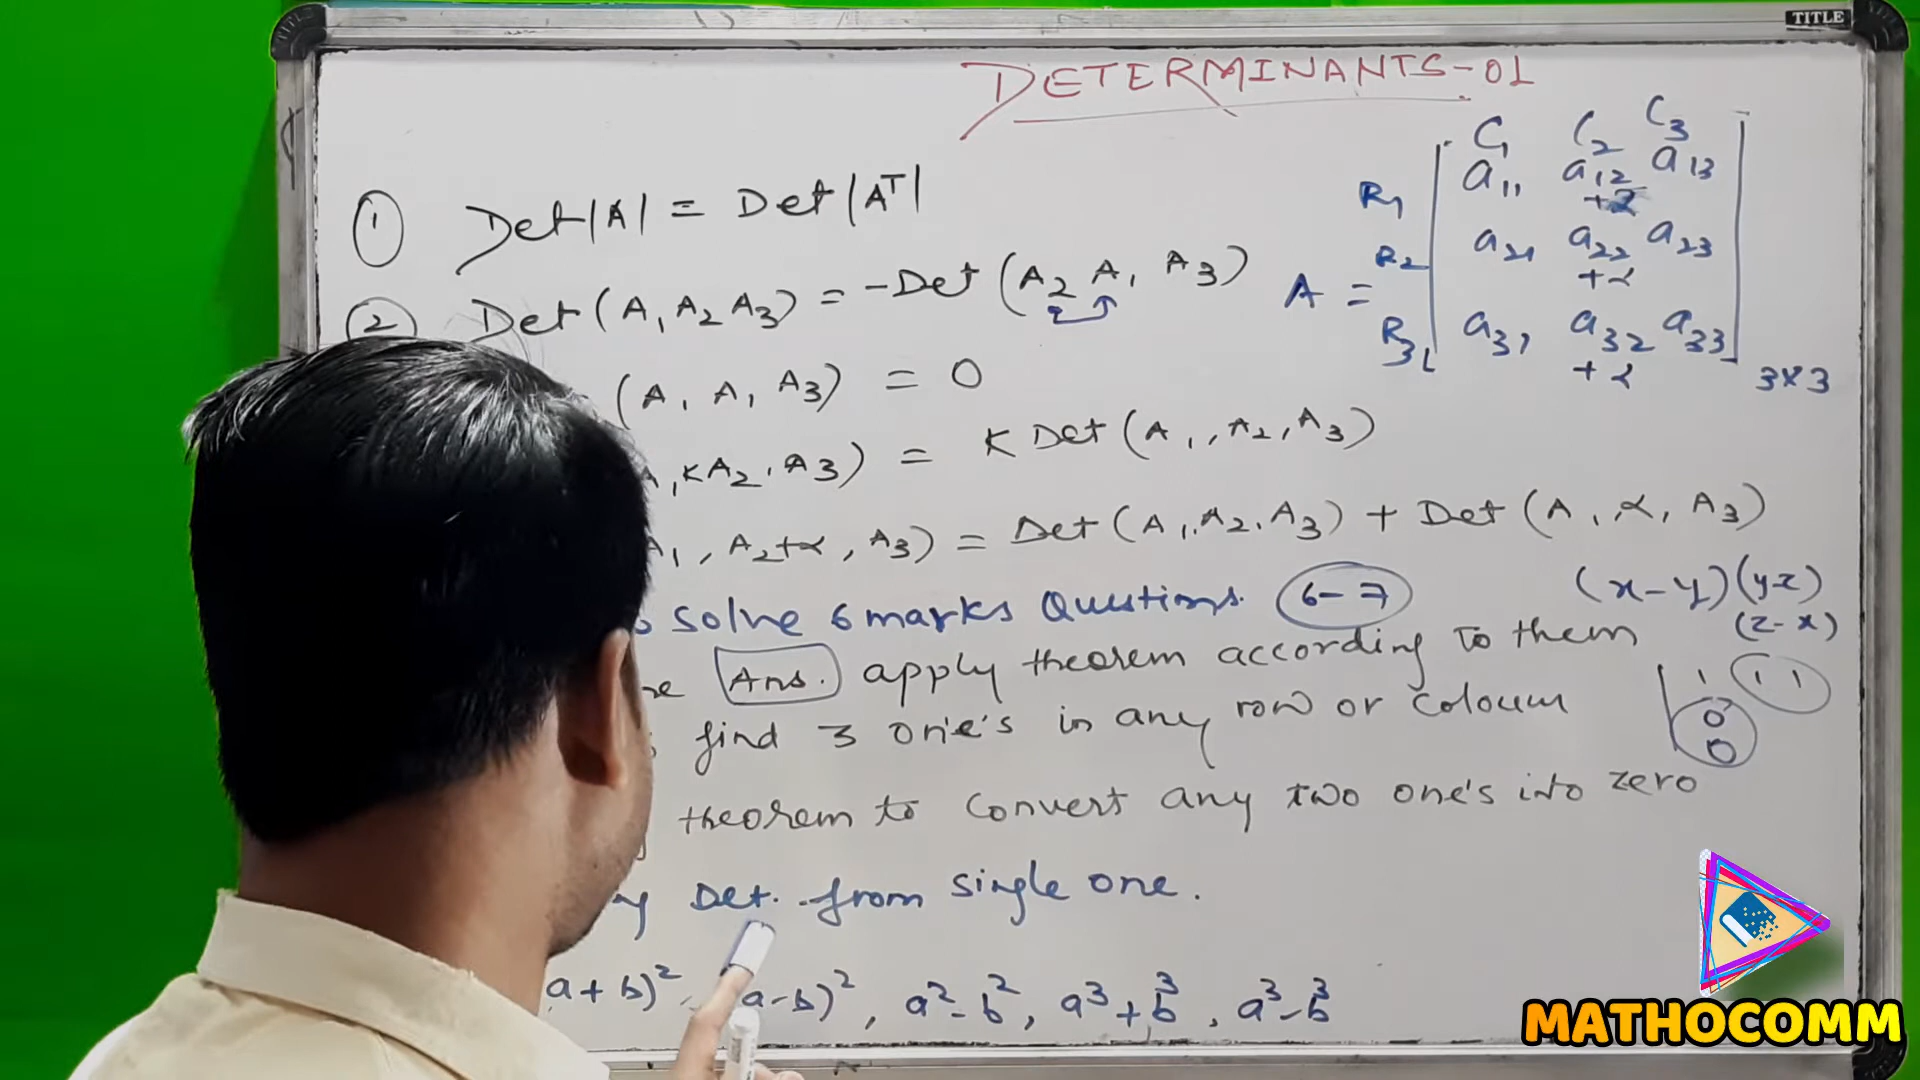 TITLE
DETERMINANTS-01
① Det|A| = Det|Aᵀ|
② Det(A₁ A₂ A₃) = -Det(A₂ A₁ A₃)
(A₁ A₁ A₃) = 0
A₁, KA₂, A₃) = K Det(A₁, A₂, A₃)
A₁, A₂+α, A₃) = Det(A₁, A₂, A₃) + Det(A₁, α, A₃)
solve 6 marks Questions. 6-7
Ans. apply theorem according to them
find 3 one's in any row or coloum
theorem to convert any two one's into zero
Det. from single one.
a+b)², a-b)², a²-b², a³+b³, a³-b³
C₁ C₂ C₃
R₁ a₁₁ a₁₂ a₁₃
+α
A = R₂ a₂₁ a₂₂ a₂₃
+α
R₃ a₃₁ a₃₂ a₃₃
+α 3×3
(x-y)(y-z)
(z-x)
1 1 1
0
0
MATHOCOMM